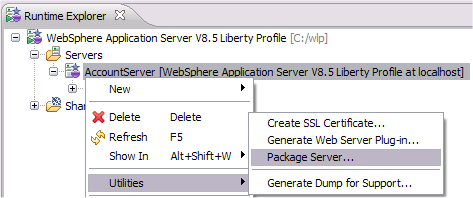 Runtime Explorer
WebSphere Application Server V8.5 Liberty Profile [C:/wlp]
Servers
AccountServer [WebSphere Application Server V8.5 Liberty Profile at localhost]
Sha
New
Delete Delete
Refresh F5
Show In Alt+Shift+W
Utilities
Create SSL Certificate...
Generate Web Server Plug-in...
Package Server...
Generate Dump for Support...